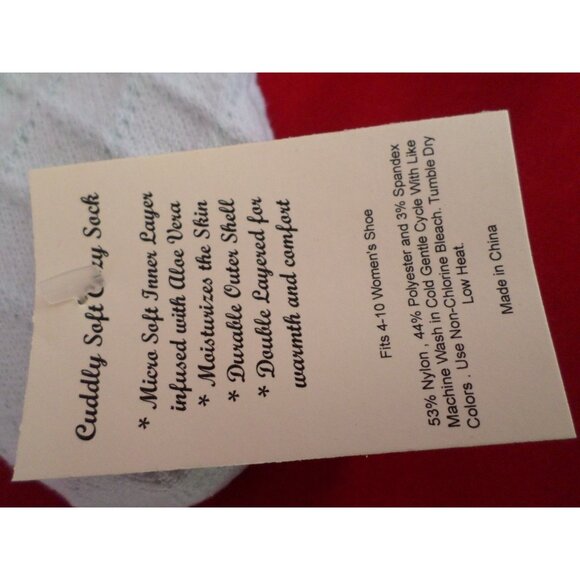 Cuddly Soft Cozy Sock
* Micro Soft Inner Layer
infused with Aloe Vera
* Moisturizes the Skin
* Durable Outer Shell
* Double Layered for
warmth and comfort
Fits 4-10 Women's Shoe
53% Nylon , 44% Polyester and 3% Spandex
Machine Wash in Cold Gentle Cycle With Like
Colors . Use Non-Chlorine Bleach. Tumble Dry
Low Heat.
Made in China